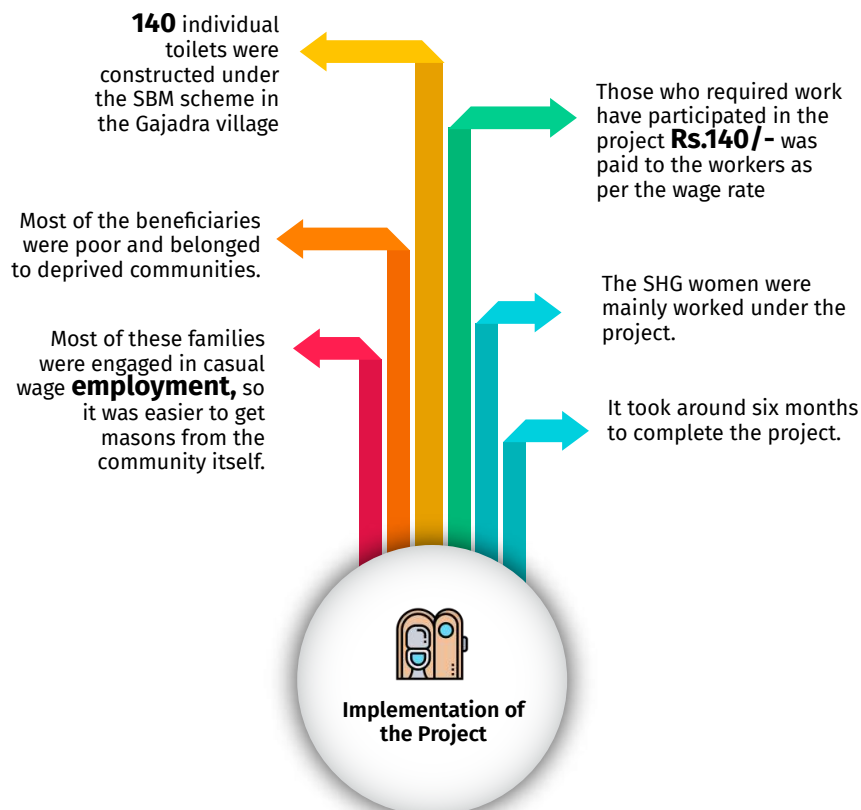 140 individual
toilets were
constructed under
the SBM scheme in
the Gajadra village
Most of the beneficiaries
were poor and belonged
to deprived communities.
Most of these families
were engaged in casual
wage employment, so
it was easier to get
masons from the
community itself.
Those who required work
have participated in the
project Rs.140/- was
paid to the workers as
per the wage rate
The SHG women were
mainly worked under the
project.
It took around six months
to complete the project.
Implementation of
the Project